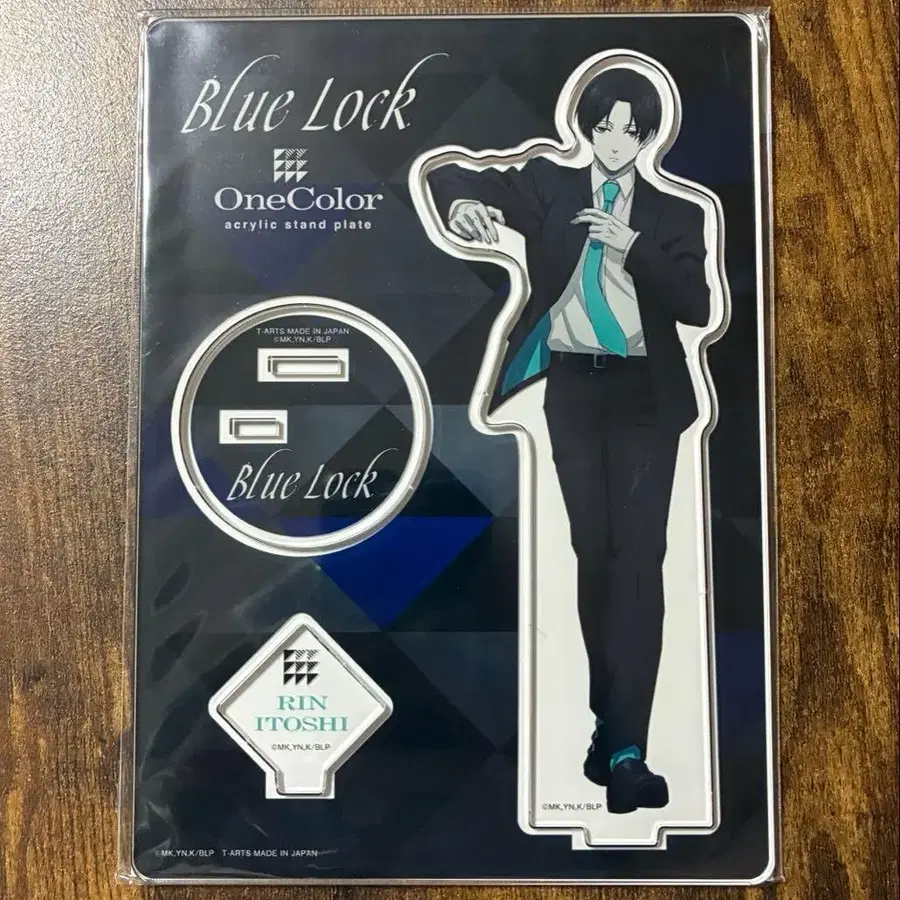 Blue Lock
OneColor
acrylic stand plate
T-ARTS MADE IN JAPAN
©MK,YN,K/BLP
Blue Lock
RIN
ITOSHI
©MK,YN,K/BLP
©MK,YN,K/BLP
©MK,YN,K/BLP T-ARTS MADE IN JAPAN